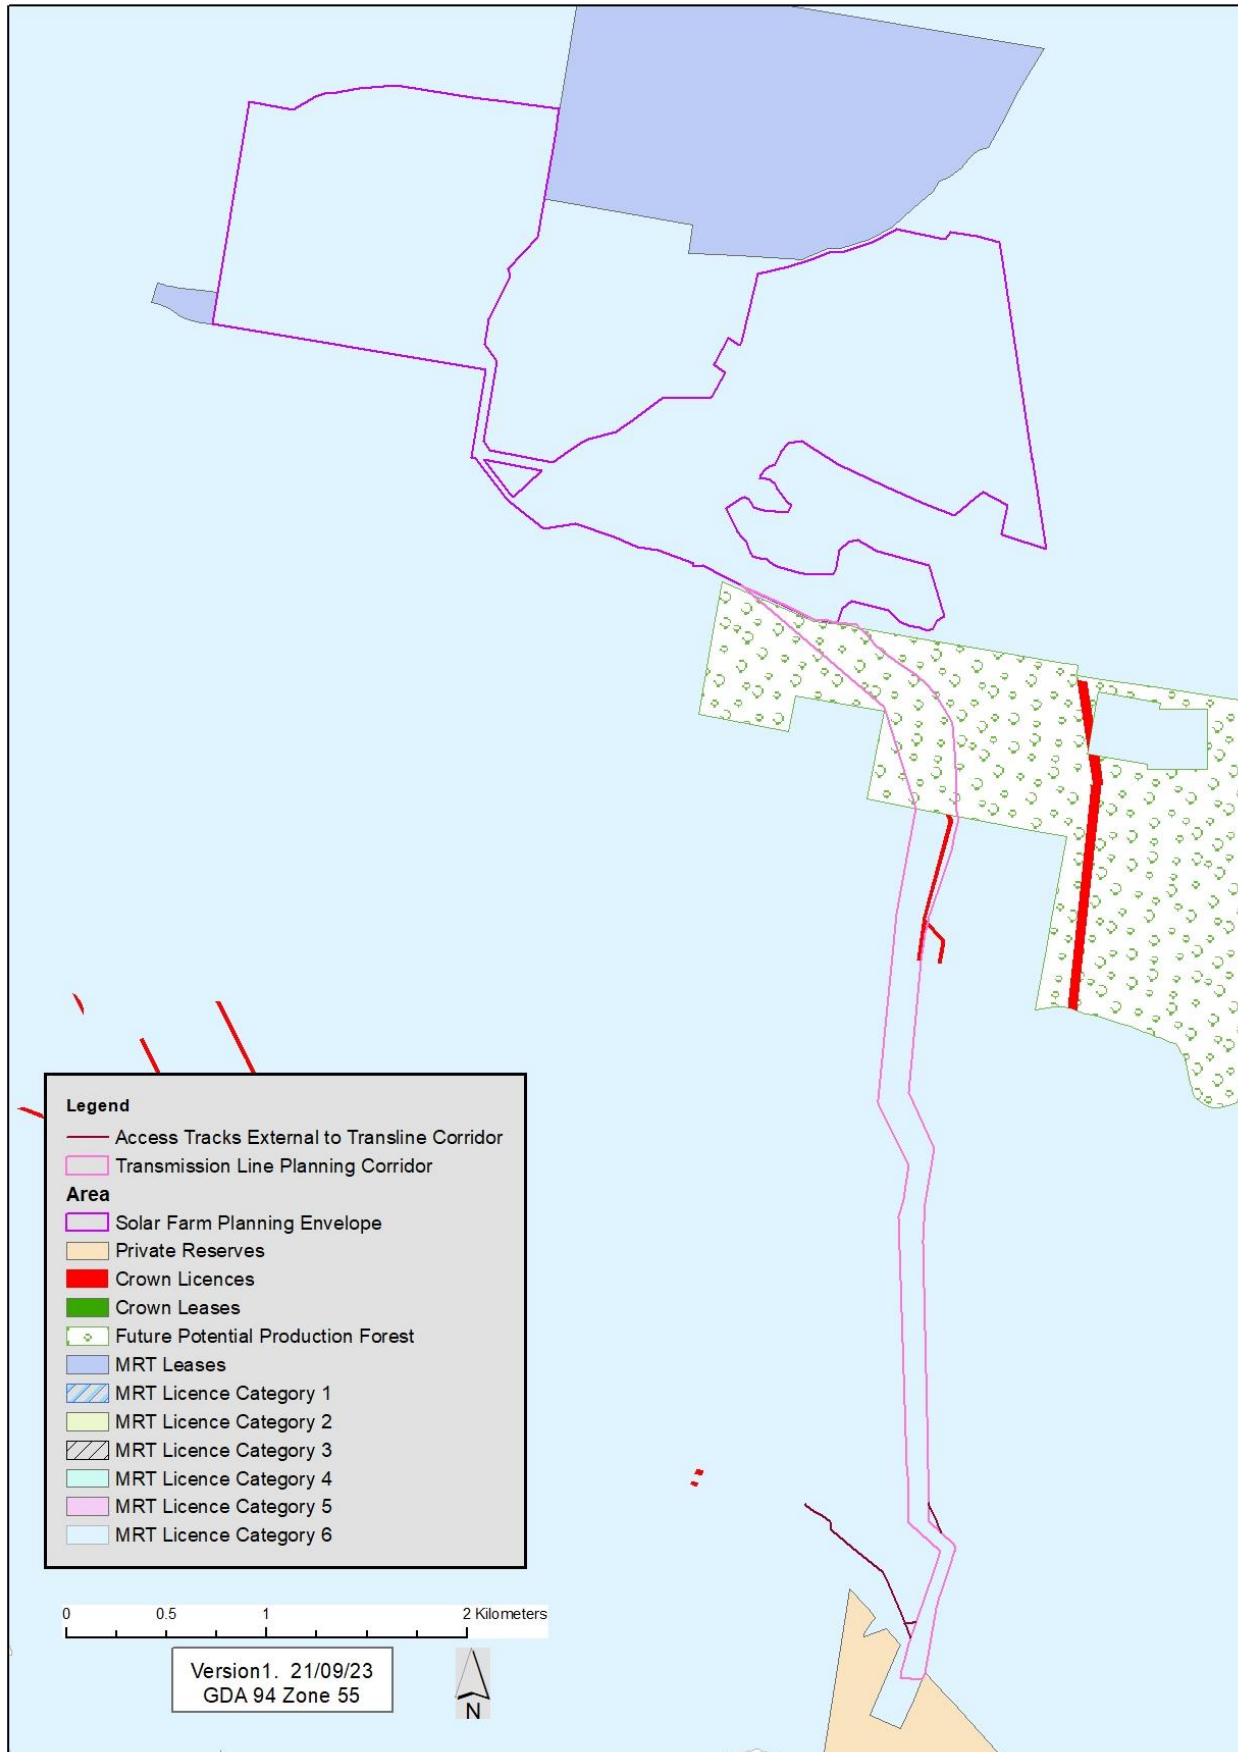 Legend
Access Tracks External to Transline Corridor
Transmission Line Planning Corridor
Area
Solar Farm Planning Envelope
Private Reserves
Crown Licences
Crown Leases
Future Potential Production Forest
MRT Leases
MRT Licence Category 1
MRT Licence Category 2
MRT Licence Category 3
MRT Licence Category 4
MRT Licence Category 5
MRT Licence Category 6
0 0.5 1 2 Kilometers
Version1. 21/09/23
GDA 94 Zone 55
N